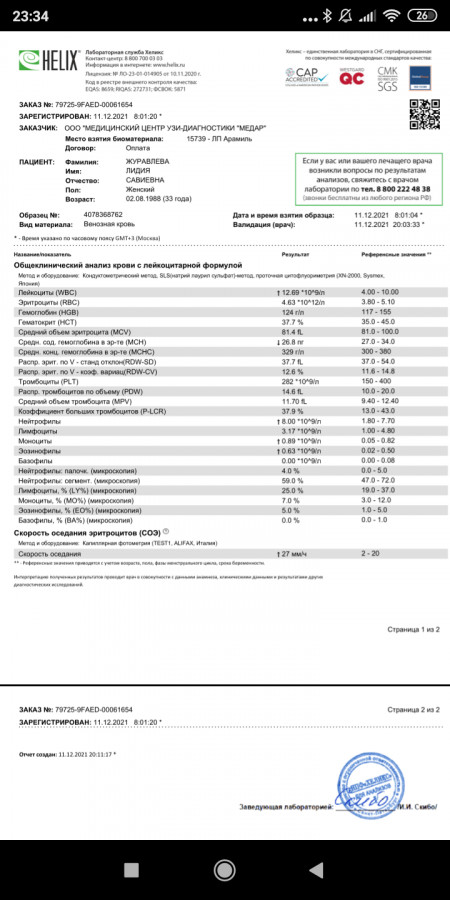 23:34
26
HELIX
Лабораторная служба Хеликс
Контакт-центр: 8 800 700 03 03
Информация в интернете: www.helix.ru
Лицензия: № ЛО-23-01-014905 от 10.11.2020 г.
Код в реестре внешнего контроля качества:
EQAS: 8659; RIQAS: 272731; ФСВОК: 5871
Хеликс – единственная лаборатория в СНГ, сертифицированная
по совокупности международных стандартов качества:
CAP ACCREDITED
WESTGARD QC
СМК SGS
ЗАКАЗ №: 79725-9FAED-00061654
ЗАРЕГИСТРИРОВАН: 11.12.2021 8:01:20 *
ЗАКАЗЧИК: ООО "МЕДИЦИНСКИЙ ЦЕНТР УЗИ-ДИАГНОСТИКИ "МЕДАР"
Место взятия биоматериала: 15739 - ЛП Арамиль
Договор: Оплата
ПАЦИЕНТ: Фамилия: ЖУРАВЛЕВА
Имя: ЛИДИЯ
Отчество: САВИЕВНА
Пол: Женский
Возраст: 02.08.1988 (33 года)
Если у вас или вашего лечащего врача
возникли вопросы по результатам
анализов, свяжитесь с врачом
лаборатории по тел. 8 800 222 48 38
(звонки бесплатны из любого региона РФ)
Образец №: 4078368762
Вид материала: Венозная кровь
Дата и время взятия образца: 11.12.2021 8:01:04 *
Валидация (врач): 11.12.2021 20:03:33 *
* - Время указано по часовому поясу GMT+3 (Москва)
Название/показатель Результат Референсные значения **
Общеклинический анализ крови с лейкоцитарной формулой
Метод и оборудование: Кондуктометрический метод, SLS(натрий лаурил сульфат)-метод, проточная цитофлуориметрия (XN-2000, Sysmex,
Япония)
Лейкоциты (WBC) ↑ 12.69 *10^9/л 4.00 - 10.00
Эритроциты (RBC) 4.63 *10^12/л 3.80 - 5.10
Гемоглобин (HGB) 124 г/л 117 - 155
Гематокрит (HCT) 37.7 % 35.0 - 45.0
Средний объем эритроцита (MCV) 81.4 fL 81.0 - 100.0
Средн. сод. гемоглобина в эр-те (MCH) ↓ 26.8 пг 27.0 - 34.0
Средн. конц. гемоглобина в эр-те (MCHC) 329 г/л 300 - 380
Распр. эрит. по V - станд отклон(RDW-SD) 37.7 fL 37.0 - 54.0
Распр. эрит. по V - коэф. вариац(RDW-CV) 12.6 % 11.6 - 14.8
Тромбоциты (PLT) 282 *10^9/л 150 - 400
Распр. тромбоцитов по объему (PDW) 14.6 fL 10.0 - 20.0
Средний объем тромбоцита (MPV) 11.70 fL 9.40 - 12.40
Коэффициент больших тромбоцитов (P-LCR) 37.9 % 13.0 - 43.0
Нейтрофилы ↑ 8.00 *10^9/л 1.80 - 7.70
Лимфоциты 3.17 *10^9/л 1.00 - 4.80
Моноциты ↑ 0.89 *10^9/л 0.05 - 0.82
Эозинофилы ↑ 0.63 *10^9/л 0.02 - 0.50
Базофилы 0.00 *10^9/л 0.00 - 0.08
Нейтрофилы: палочк. (микроскопия) 4.0 % 0.0 - 5.0
Нейтрофилы: сегмент. (микроскопия) 59.0 % 47.0 - 72.0
Лимфоциты, % (LY%) (микроскопия) 25.0 % 19.0 - 37.0
Моноциты, % (MO%) (микроскопия) 7.0 % 3.0 - 12.0
Эозинофилы, % (EO%) (микроскопия) 5.0 % 1.0 - 5.0
Базофилы, % (BA%) (микроскопия) 0.0 % 0.0 - 1.0
Скорость оседания эритроцитов (СОЭ)
Метод и оборудование: Капиллярная фотометрия (TEST1, ALIFAX, Италия)
Скорость оседания ↑ 27 мм/ч 2 - 20
** - Референсные значения приводятся с учетом возраста, пола, фазы менструального цикла, срока беременности.
Интерпретацию полученных результатов проводит врач в совокупности с данными анамнеза, клиническими данными и результатами других
диагностических исследований.
Страница 1 из 2
ЗАКАЗ №: 79725-9FAED-00061654
Страница 2 из 2
ЗАРЕГИСТРИРОВАН: 11.12.2021 8:01:20 *
Отчет создан: 11.12.2021 20:11:17 *
Заведующая лабораторией: /И.И. Скибо/